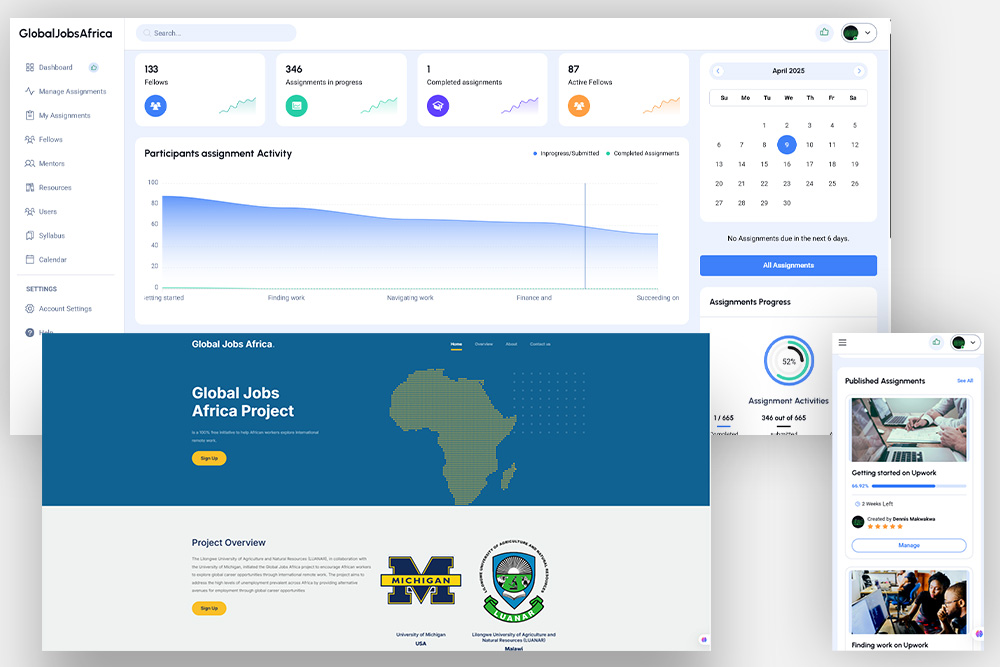 GlobalJobsAfrica
Search...
Dashboard
Manage Assignments
My Assignments
Fellows
Mentors
Resources
Users
Syllabus
Calendar
SETTINGS
Account Settings
Help
133
Fellows
346
Assignments in progress
1
Completed assignments
87
Active Fellows
Participants assignment Activity
Inprogress/Submitted
Completed Assignments
100
80
60
40
20
0
etting started
Finding work
Navigating work
Finance and
Succeeding on
April 2025
Su Mo Tu We Th Fr Sa
1 2 3 4 5
6 7 8 9 10 11 12
13 14 15 16 17 18 19
20 21 22 23 24 25 26
27 28 29 30
No Assignments due in the next 6 days.
All Assignments
Assignments Progress
52%
Assignment Activities
1 / 665
Completed
346 out of 665
submitted
Global Jobs Africa.
Home
Overview
About
Contact us
Global Jobs
Africa Project
Is a 100% free Initiative to help African workers explore international
remote work.
Sign Up
Project Overview
The Lilongwe University of Agriculture and Natural Resources (LUANAR), in collaboration with
the University of Michigan, initiated the Global Jobs Africa project to encourage African workers
to explore global career opportunities through international remote work. The project aims to
address the high levels of unemployment prevalent across Africa by providing alternative
avenues for employment through global career opportunities
Sign Up
MICHIGAN
University of Michigan
USA
LILONGWE UNIVERSITY OF AGRICULTURE AND NATURAL RESOURCES
LUANAR
Lilongwe University of Agriculture and
Natural Resources (LUANAR)
Malawi
Published Assignments
See All
Getting started on Upwork
66.92%
2 Weeks Left
Created by Dennis Makwakwa
Manage
Finding work on Upwork